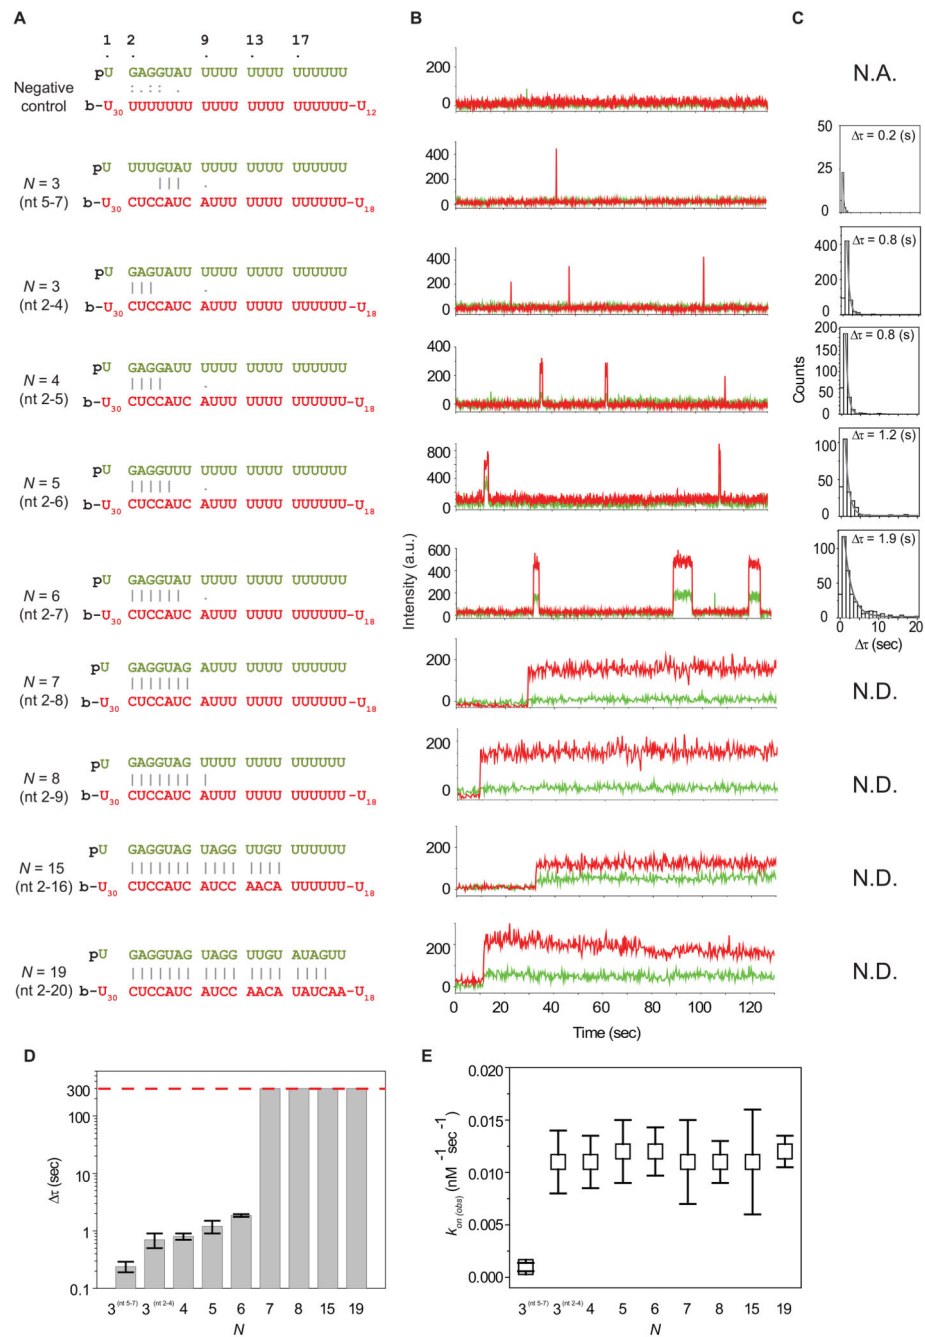 A
B
C
1 2 9 13 17
Negative control
pU GAGGUAU UUUU UUUU UUUUUU
b-U30 UUUUUUU UUUU UUUU UUUUUU-U12
200
0
N.A.
N = 3 (nt 5-7)
pU UUUGUAU UUUU UUUU UUUUUU
b-U30 CUCCAUC AUUU UUUU UUUUUU-U18
400
200
0
50
25
0
Δτ = 0.2 (s)
N = 3 (nt 2-4)
pU GAGUAUU UUUU UUUU UUUUUU
b-U30 CUCCAUC AUUU UUUU UUUUUU-U18
400
200
0
400
200
0
Δτ = 0.8 (s)
N = 4 (nt 2-5)
pU GAGGAUU UUUU UUUU UUUUUU
b-U30 CUCCAUC AUUU UUUU UUUUUU-U18
400
200
0
200
150
100
50
0
Δτ = 0.8 (s)
Counts
N = 5 (nt 2-6)
pU GAGGUUU UUUU UUUU UUUUUU
b-U30 CUCCAUC AUUU UUUU UUUUUU-U18
800
600
400
200
0
100
50
0
Δτ = 1.2 (s)
N = 6 (nt 2-7)
pU GAGGUAU UUUU UUUU UUUUUU
b-U30 CUCCAUC AUUU UUUU UUUUUU-U18
Intensity (a.u.)
600
400
200
0
100
50
0
Δτ = 1.9 (s)
0 10 20
Δτ (sec)
N = 7 (nt 2-8)
pU GAGGUAG AUUU UUUU UUUUUU
b-U30 CUCCAUC AUUU UUUU UUUUUU-U18
200
0
N.D.
N = 8 (nt 2-9)
pU GAGGUAG UUUU UUUU UUUUUU
b-U30 CUCCAUC AUUU UUUU UUUUUU-U18
200
0
N.D.
N = 15 (nt 2-16)
pU GAGGUAG UAGG UUGU UUUUUU
b-U30 CUCCAUC AUCC AACA UUUUUU-U18
200
0
N.D.
N = 19 (nt 2-20)
pU GAGGUAG UAGG UUGU AUAGUU
b-U30 CUCCAUC AUCC AACA UAUCAA-U18
200
0
N.D.
0 20 40 60 80 100 120
Time (sec)
D
Δτ (sec)
300
100
10
1
0.1
3(nt 5-7) 3(nt 2-4) 4 5 6 7 8 15 19
N
E
kon (obs) (nM-1sec-1)
0.020
0.015
0.010
0.005
0.000
3(nt 5-7) 3(nt 2-4) 4 5 6 7 8 15 19
N